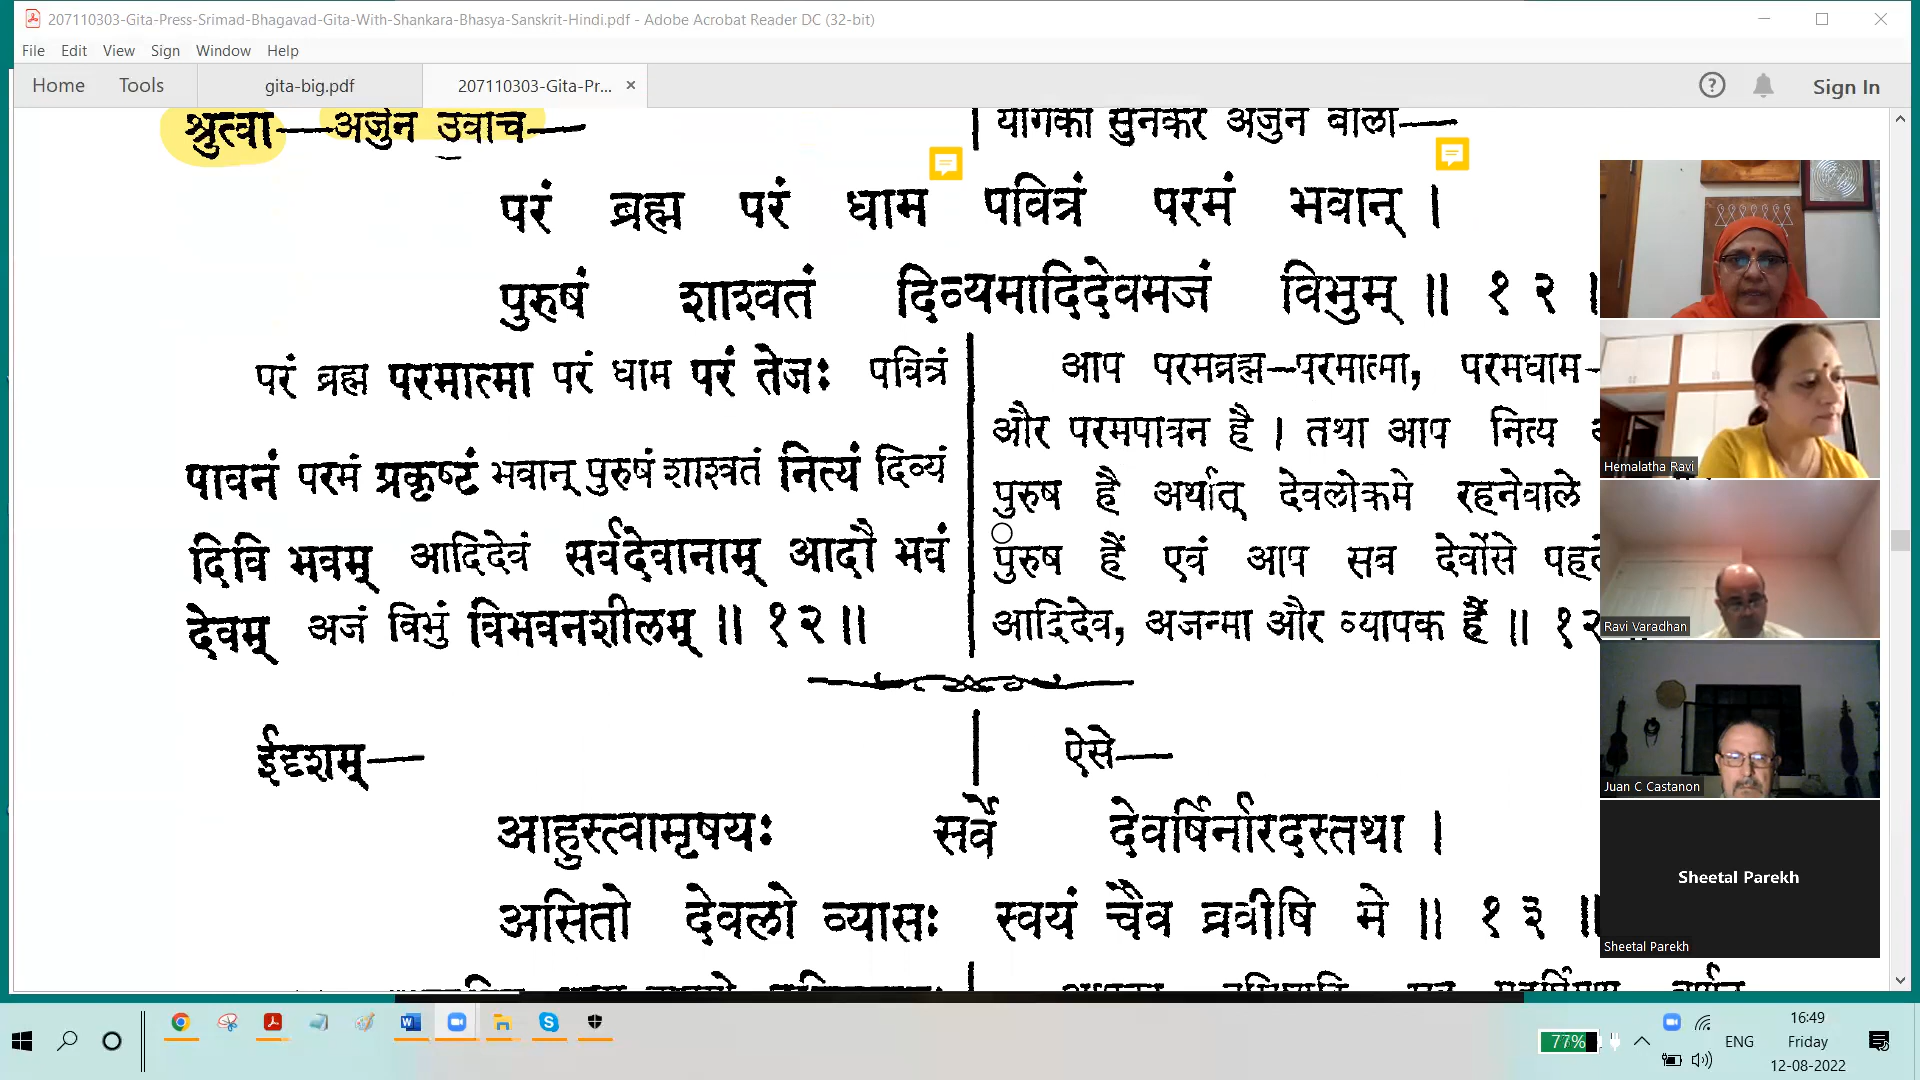 207110303-Gita-Press-Srimad-Bhagavad-Gita-With-Shankara-Bhasya-Sanskrit-Hindi.pdf - Adobe Acrobat Reader DC (32-bit)
File Edit View Sign Window Help
Home Tools gita-big.pdf 207110303-Gita-Pr... Sign In
श्रुत्वा—अर्जुन उवाच—
योगको सुनकर अर्जुन बोला—
परं ब्रह्म परं धाम पवित्रं परमं भवान् ।
पुरुषं शाश्वतं दिव्यमादिदेवमजं विभुम् ॥ १२ ॥
परं ब्रह्म परमात्मा परं धाम परं तेजः पवित्रं
पावनं परमं प्रकृष्टं भवान् पुरुषं शाश्वतं नित्यं दिव्यं
दिवि भवम् आदिदेवं सर्वदेवानाम् आदौ भवं
देवम् अजं विभुं विभवनशीलम् ॥ १२ ॥
आप परमब्रह्म—परमात्मा, परमधाम—
और परमपावन है । तथा आप नित्य
पुरुष है अर्थात् देवलोकमे रहनेवाले
पुरुष हैं एवं आप सब देवोंसे
आदिदेव, अजन्मा और व्यापक हैं ॥ १२
ईदृशम्—
ऐसे—
आहुस्त्वामृषयः सर्वे देवर्षिर्नारदस्तथा ।
असितो देवलो व्यासः स्वयं चैव ब्रवीषि मे ॥ १३ ॥
Hemalatha Ravi
Ravi Varadhan
Juan C Castanon
Sheetal Parekh
Sheetal Parekh
77% ENG 16:49
Friday
12-08-2022